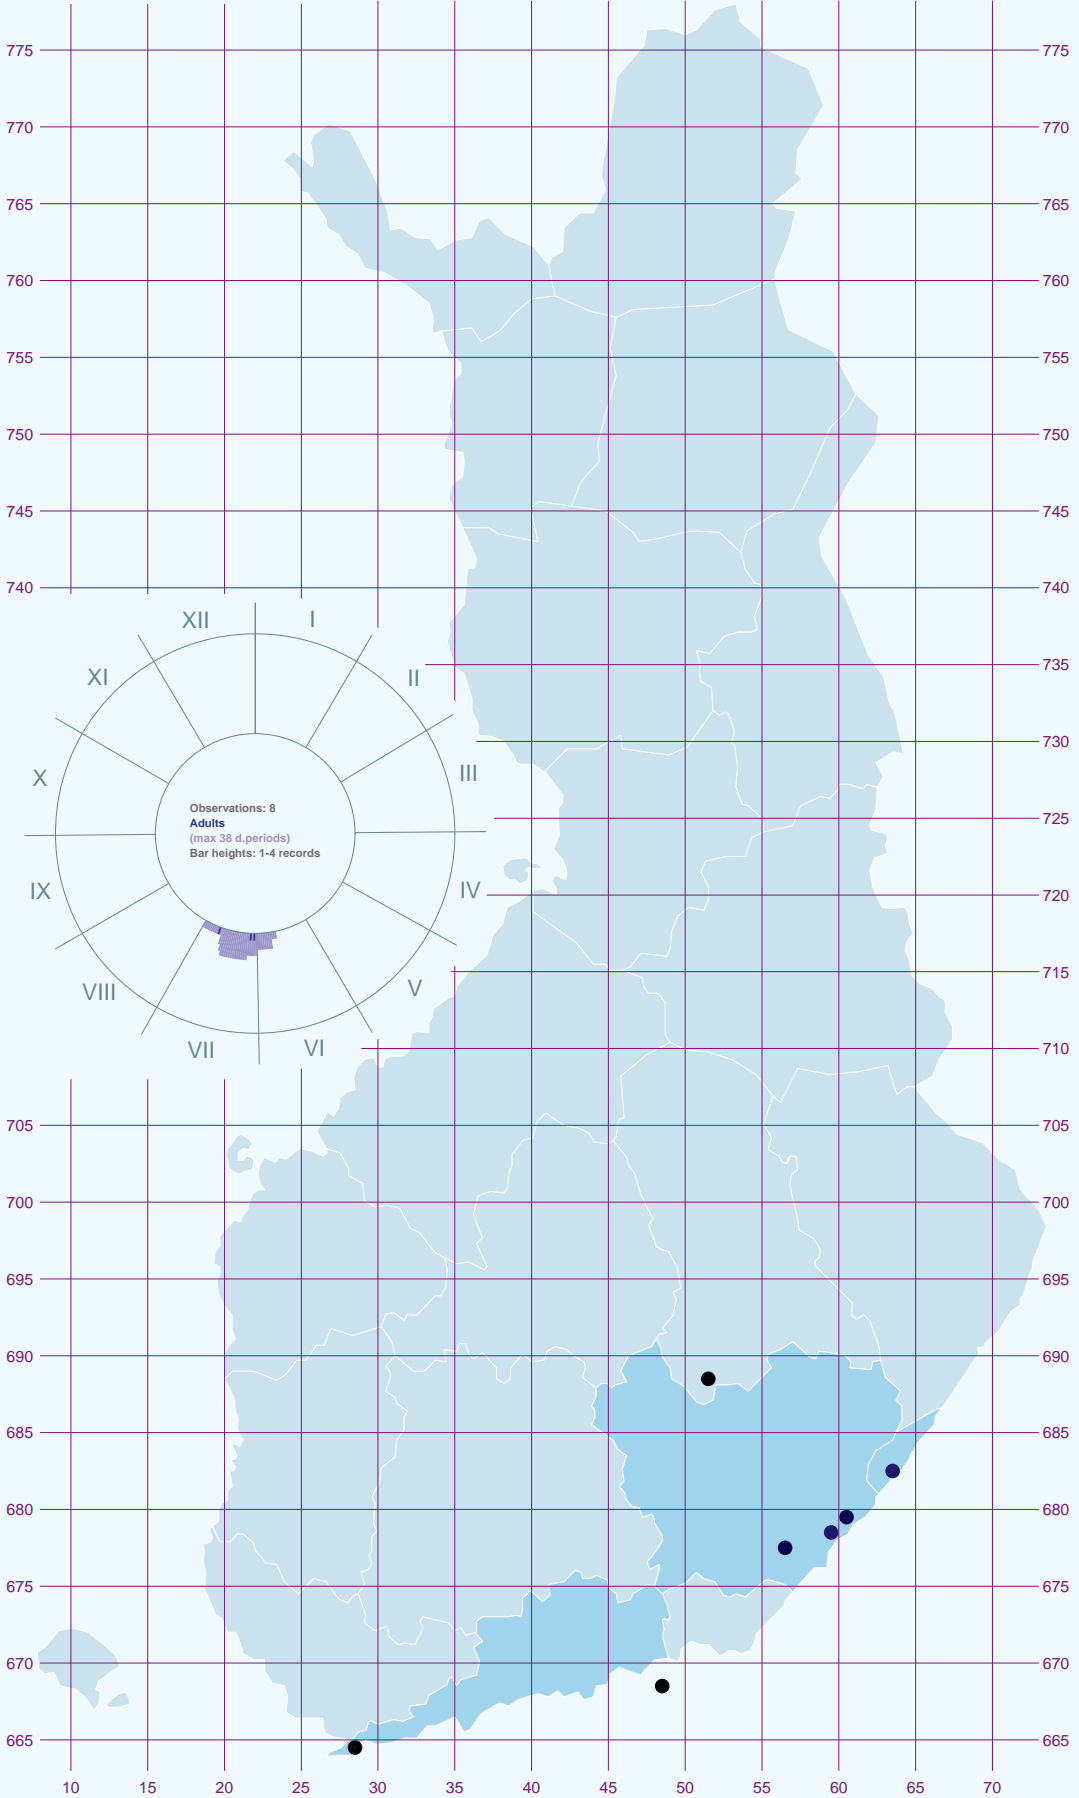 775 775
770 770
765 765
760 760
755 755
750 750
745 745
740 740
XII I
XI II
735
730
X III
725
Observations: 8
Adults
(max 38 d.periods)
Bar heights: 1-4 records
IX IV
720
715
VIII V
VII VI
710
705 705
700 700
695 695
690 690
685 685
680 680
675 675
670 670
665 665
10 15 20 25 30 35 40 45 50 55 60 65 70